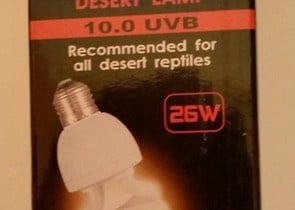 DESERT LAMP
10.0 UVB
Recommended for
all desert reptiles
26W